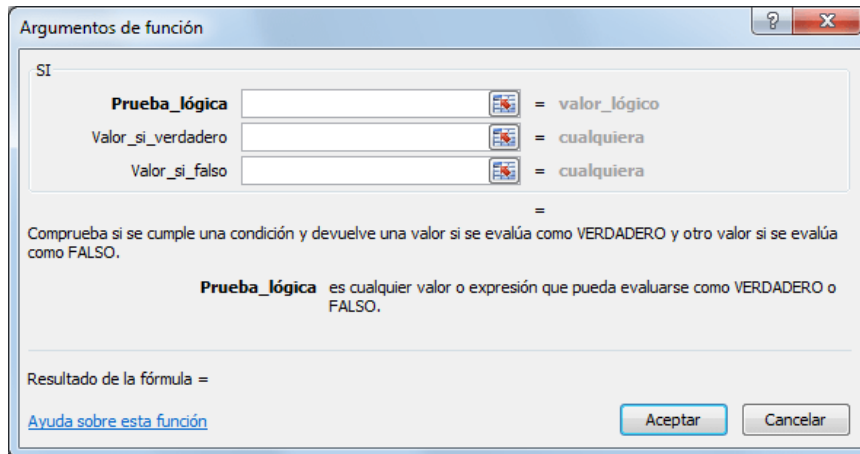 Argumentos de función
SI
Prueba_lógica = valor_lógico
Valor_si_verdadero = cualquiera
Valor_si_falso = cualquiera
=
Comprueba si se cumple una condición y devuelve una valor si se evalúa como VERDADERO y otro valor si se evalúa
como FALSO.
Prueba_lógica es cualquier valor o expresión que pueda evaluarse como VERDADERO o
FALSO.
Resultado de la fórmula =
Ayuda sobre esta función Aceptar Cancelar